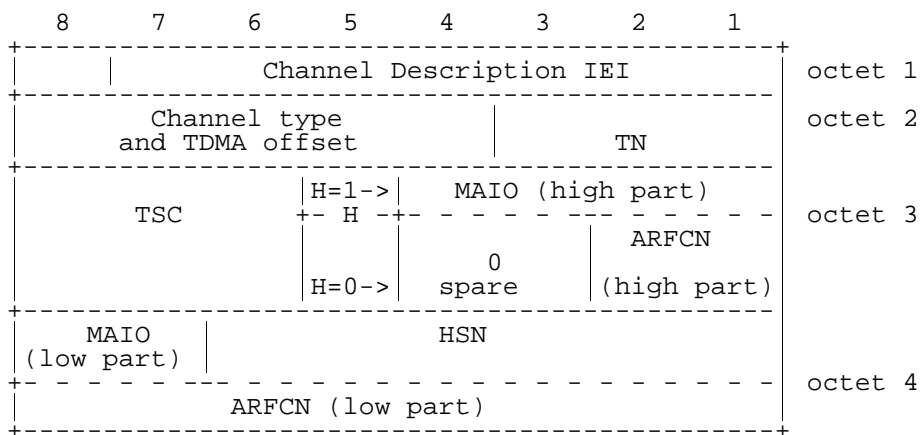 8 7 6 5 4 3 2 1
Channel Description IEI octet 1
Channel type octet 2
and TDMA offset TN
H=1-> MAIO (high part)
TSC H octet 3
ARFCN
0
H=0-> spare (high part)
MAIO HSN
(low part)
octet 4
ARFCN (low part)